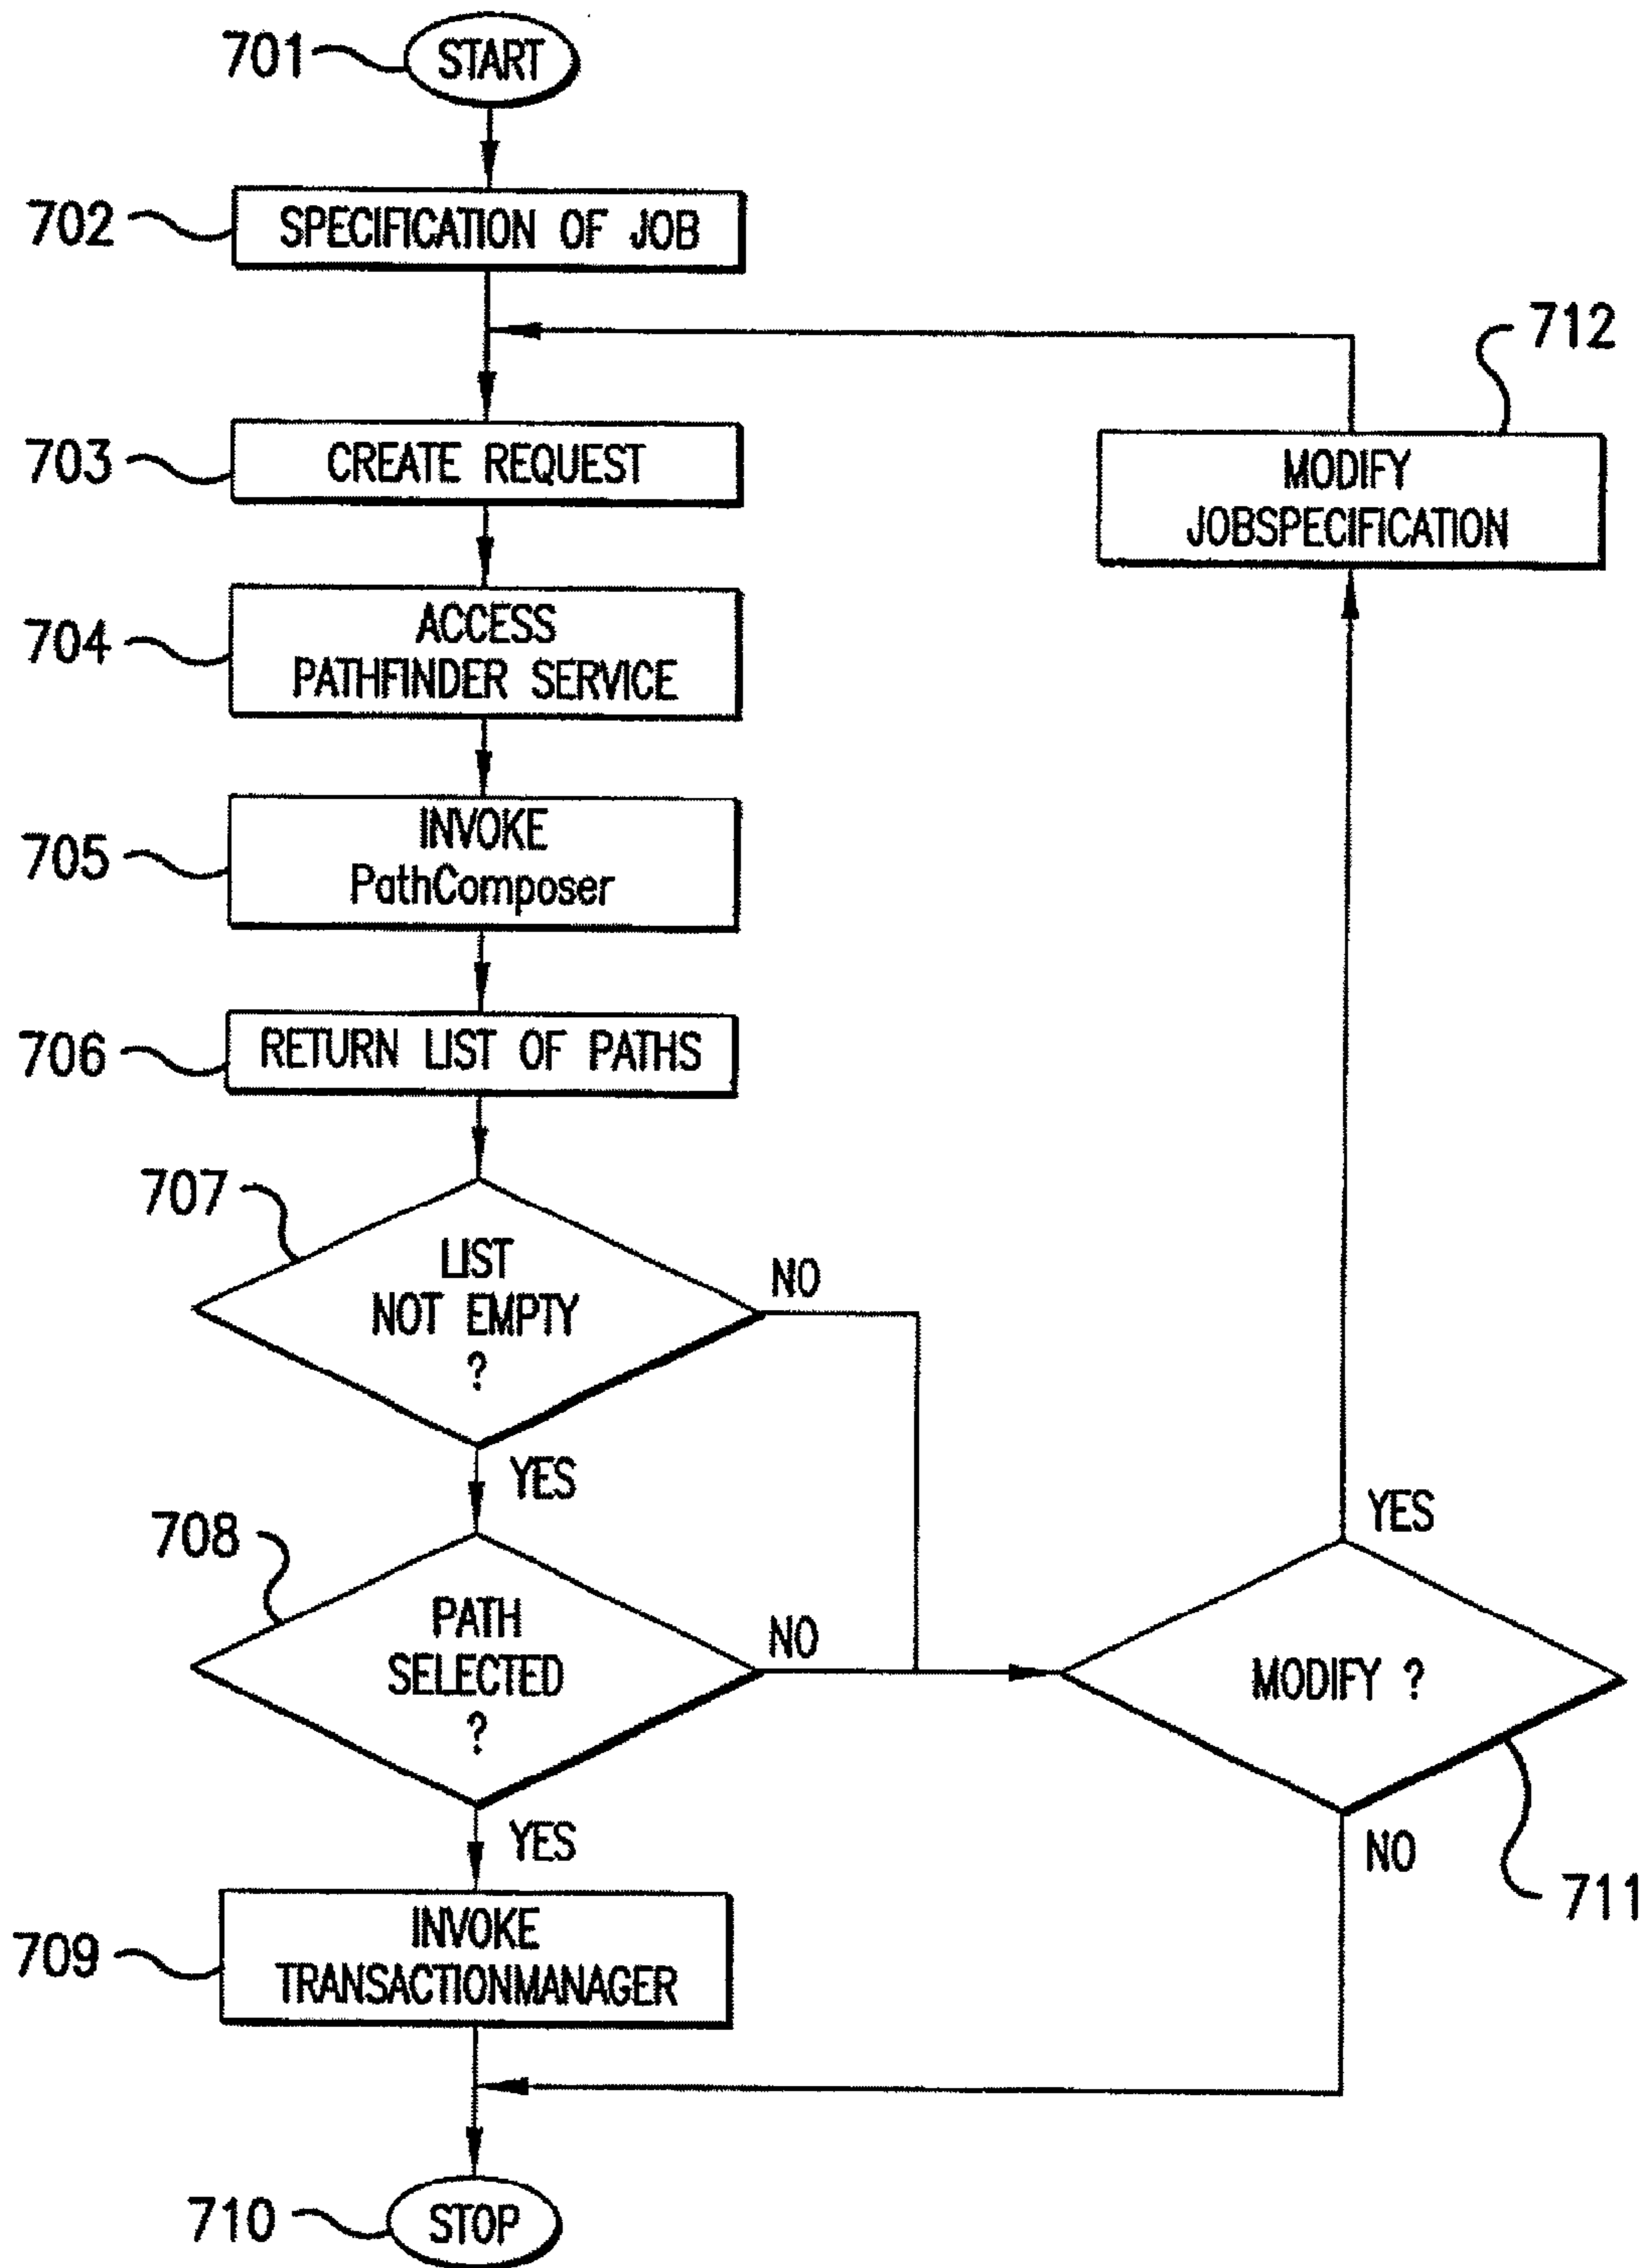 701
START
702
SPECIFICATION OF JOB
712
703
CREATE REQUEST
MODIFY
JOBSPECIFICATION
704
ACCESS
PATHFINDER SERVICE
705
INVOKE
PathComposer
706
RETURN LIST OF PATHS
707
LIST
NOT EMPTY
?
NO
YES
708
PATH
SELECTED
?
NO
YES
MODIFY ?
YES
NO
711
709
INVOKE
TRANSACTIONMANAGER
710
STOP